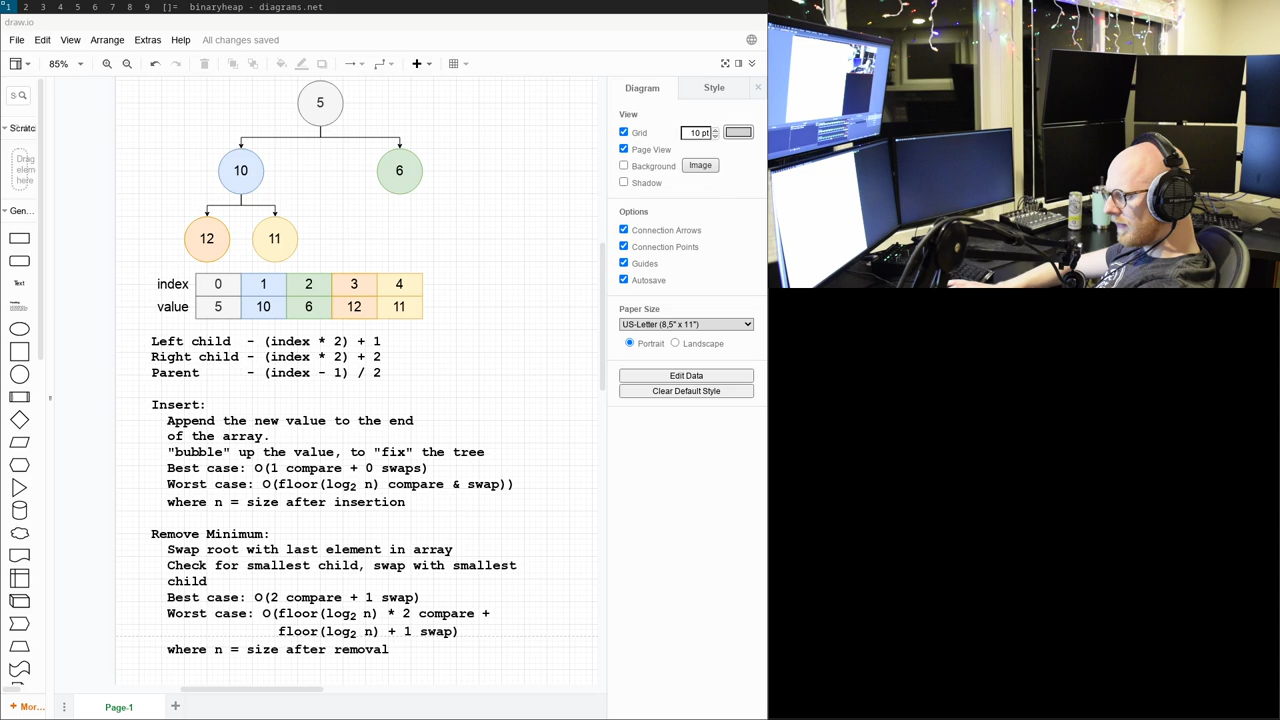 1 2 3 4 5 6 7 8 9 []= binaryheap - diagrams.net
draw.io
File Edit View Arrange Extras Help All changes saved
85%
S
Scratc
Drag
elem
here
Gen...
Text
Heading
Mor...
5
10 6
12 11
index 0 1 2 3 4
value 5 10 6 12 11
Left child - (index * 2) + 1
Right child - (index * 2) + 2
Parent - (index - 1) / 2
Insert:
Append the new value to the end
of the array.
"bubble" up the value, to "fix" the tree
Best case: O(1 compare + 0 swaps)
Worst case: O(floor(log2 n) compare & swap))
where n = size after insertion
Remove Minimum:
Swap root with last element in array
Check for smallest child, swap with smallest
child
Best case: O(2 compare + 1 swap)
Worst case: O(floor(log2 n) * 2 compare +
floor(log2 n) + 1 swap)
where n = size after removal
Page-1
Diagram Style
View
Grid 10 pt
Page View
Background Image
Shadow
Options
Connection Arrows
Connection Points
Guides
Autosave
Paper Size
US-Letter (8,5" x 11")
Portrait Landscape
Edit Data
Clear Default Style